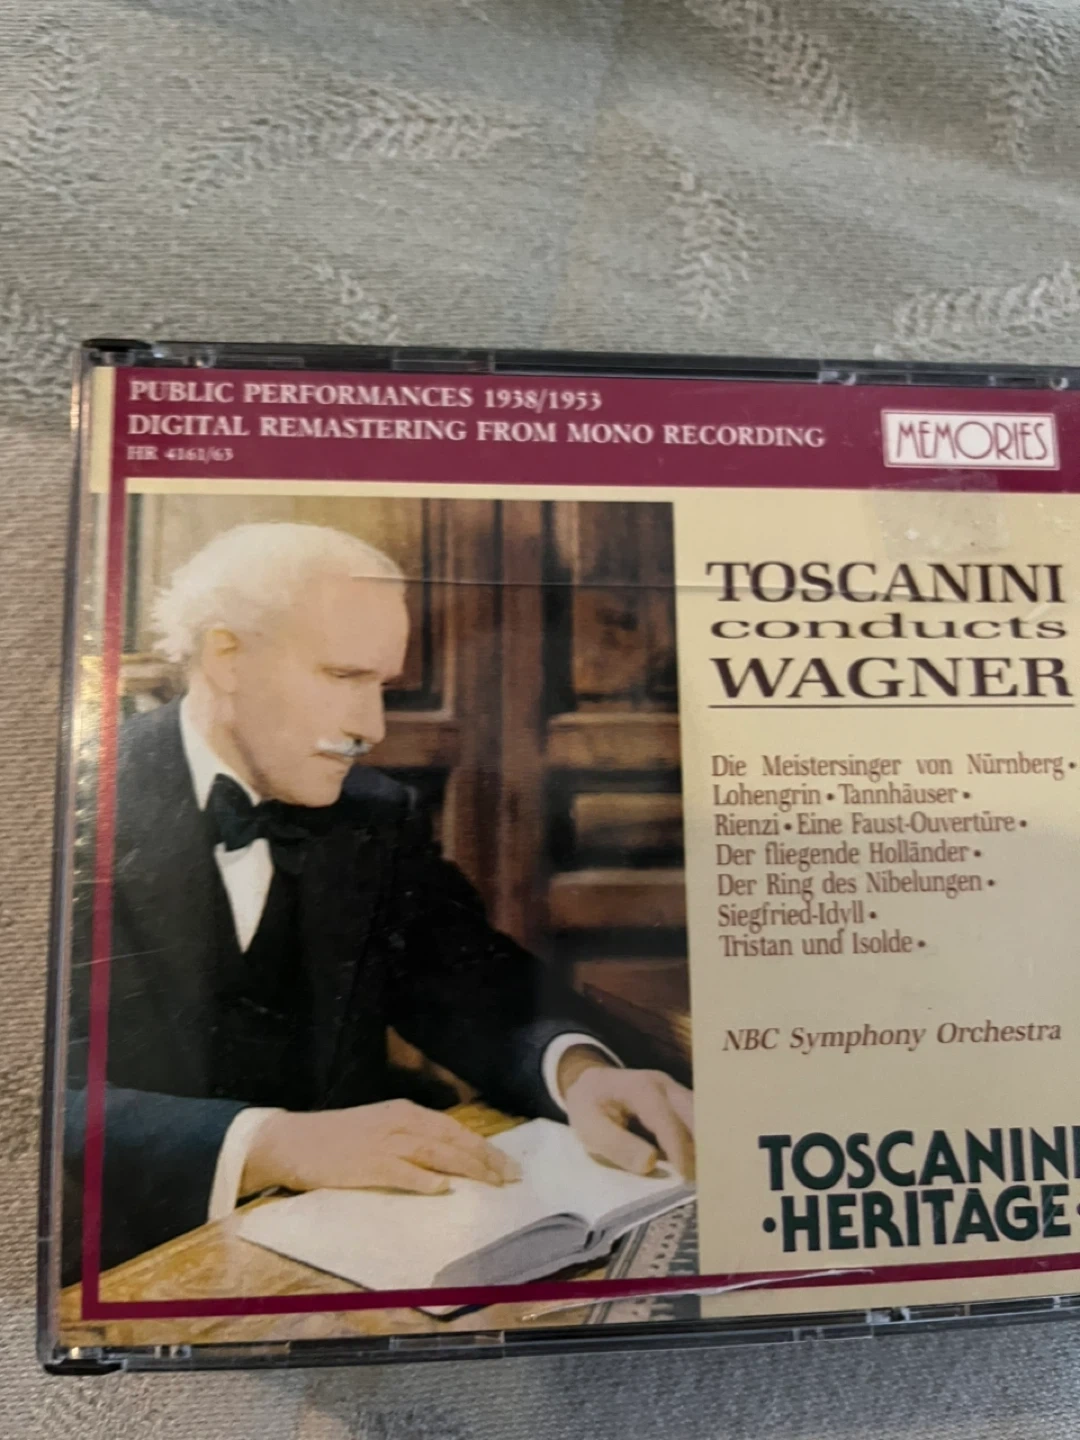 PUBLIC PERFORMANCES 1938/1953
DIGITAL REMASTERING FROM MONO RECORDING
HR 4161/63
MEMORIES
TOSCANINI
conducts
WAGNER
Die Meistersinger von Nürnberg •
Lohengrin • Tannhäuser •
Rienzi • Eine Faust-Ouvertüre •
Der fliegende Holländer •
Der Ring des Nibelungen •
Siegfried-Idyll •
Tristan und Isolde •
NBC Symphony Orchestra
TOSCANINI
•HERITAGE•